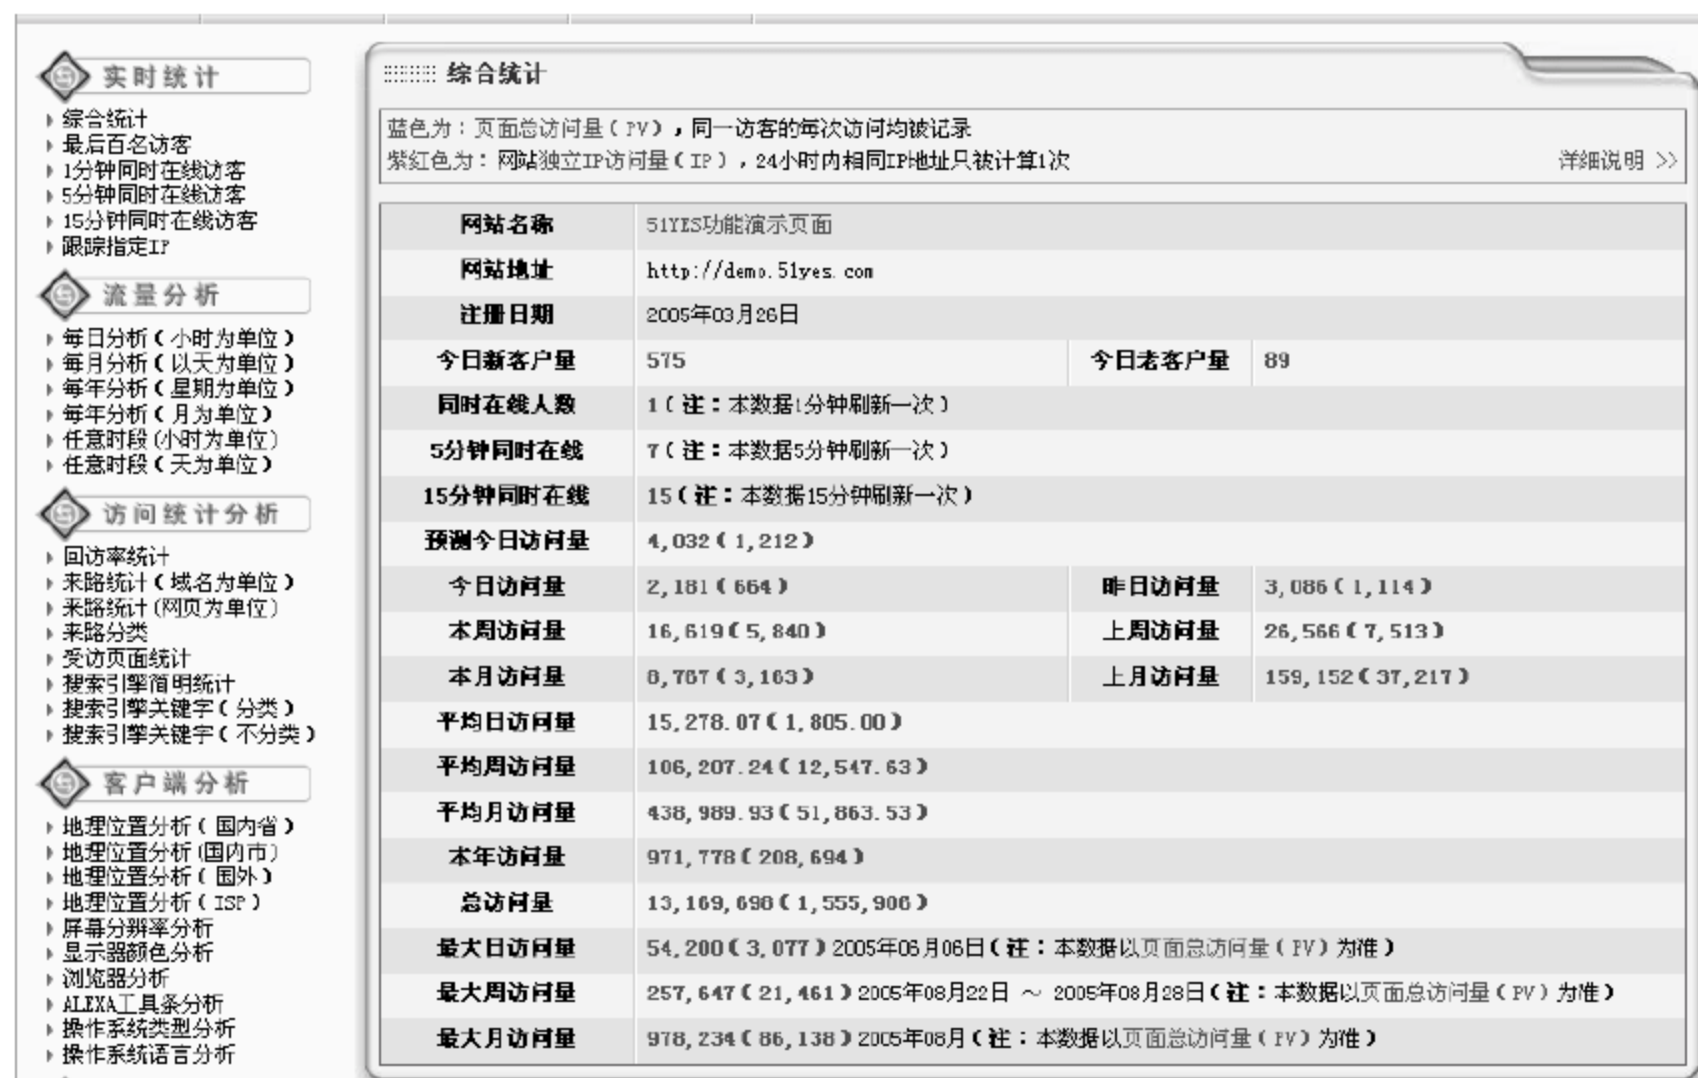 实时统计
综合统计
最后百名访客
1分钟同时在线访客
5分钟同时在线访客
15分钟同时在线访客
跟踪指定IP
流量分析
每日分析(小时为单位)
每月分析(以天为单位)
每年分析(星期为单位)
每年分析(月为单位)
任意时段(小时为单位)
任意时段(天为单位)
访问统计分析
回访率统计
来路统计(域名为单位)
来路统计(网页为单位)
来路分类
受访页面统计
搜索引擎简明统计
搜索引擎关键字(分类)
搜索引擎关键字(不分类)
客户端分析
地理位置分析(国内省)
地理位置分析(国内市)
地理位置分析(国外)
地理位置分析(ISP)
屏幕分辨率分析
显示器颜色分析
浏览器分析
ALEXA工具条分析
操作系统类型分析
操作系统语言分析
综合统计
蓝色为:页面总访问量(PV),同一访客的每次访问均被记录
紫红色为:网站独立IP访问量(IP),24小时内相同IP地址只被计算1次 详细说明 >>
网站名称 51YES功能演示页面
网站地址 http://demo.51yes.com
注册日期 2005年03月26日
今日新客户量 575 今日老客户量 89
同时在线人数 1(注:本数据1分钟刷新一次)
5分钟同时在线 7(注:本数据5分钟刷新一次)
15分钟同时在线 15(注:本数据15分钟刷新一次)
预测今日访问量 4,032(1,212)
今日访问量 2,181(664) 昨日访问量 3,086(1,114)
本周访问量 16,619(5,840) 上周访问量 26,566(7,513)
本月访问量 8,767(3,163) 上月访问量 159,152(37,217)
平均日访问量 15,278.07(1,805.00)
平均周访问量 106,207.24(12,547.63)
平均月访问量 438,989.93(51,863.53)
本年访问量 971,778(208,694)
总访问量 13,169,698(1,555,906)
最大日访问量 54,200(3,077)2005年06月06日(注:本数据以页面总访问量(PV)为准)
最大周访问量 257,647(21,461)2005年08月22日 ～ 2005年08月28日(注:本数据以页面总访问量(PV)为准)
最大月访问量 978,234(86,138)2005年08月(注:本数据以页面总访问量(PV)为准)